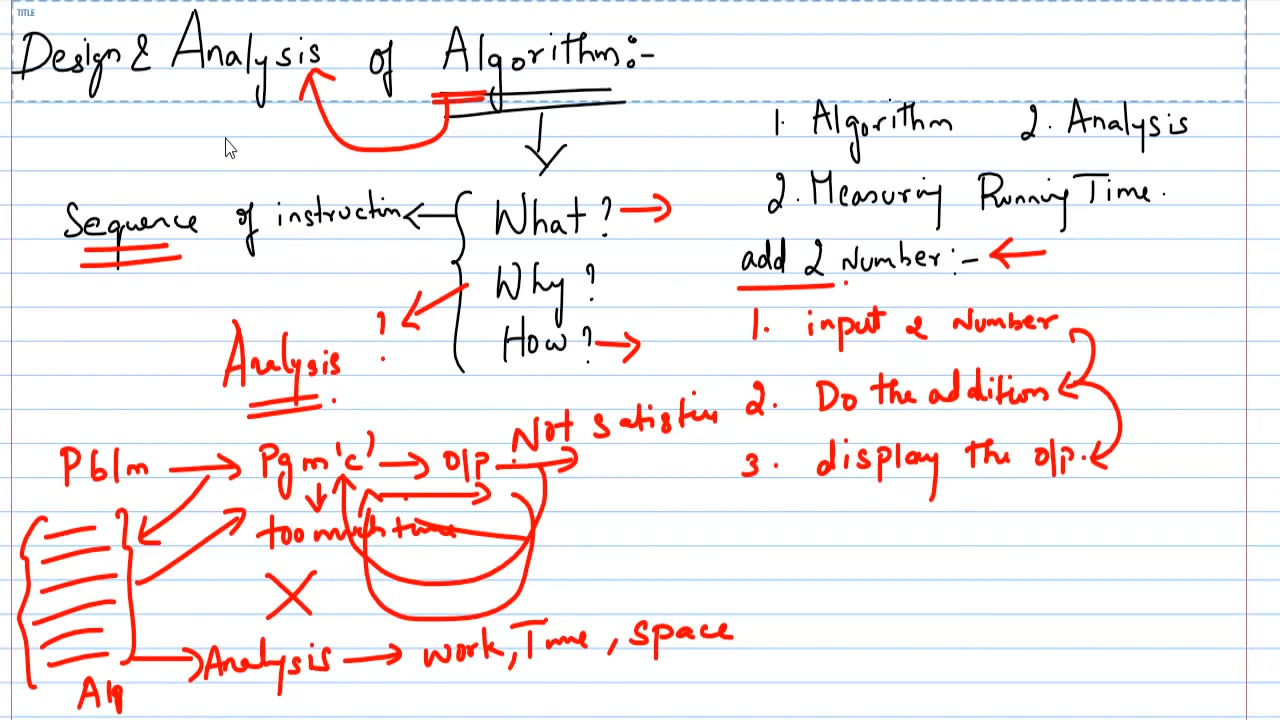 TITLE
Design & Analysis of Algorithm:-
1. Algorithm 2. Analysis
2. Measuring Running Time.
Sequence of instructin What?
Why?
How?
Analysis ?
add 2 Number:-
1. input 2 Number
2. Do the addition
3. display the o/p.
Pblm Pgm 'c' O/p Not satisties
too much time
Analysis work, Time, space
Alg